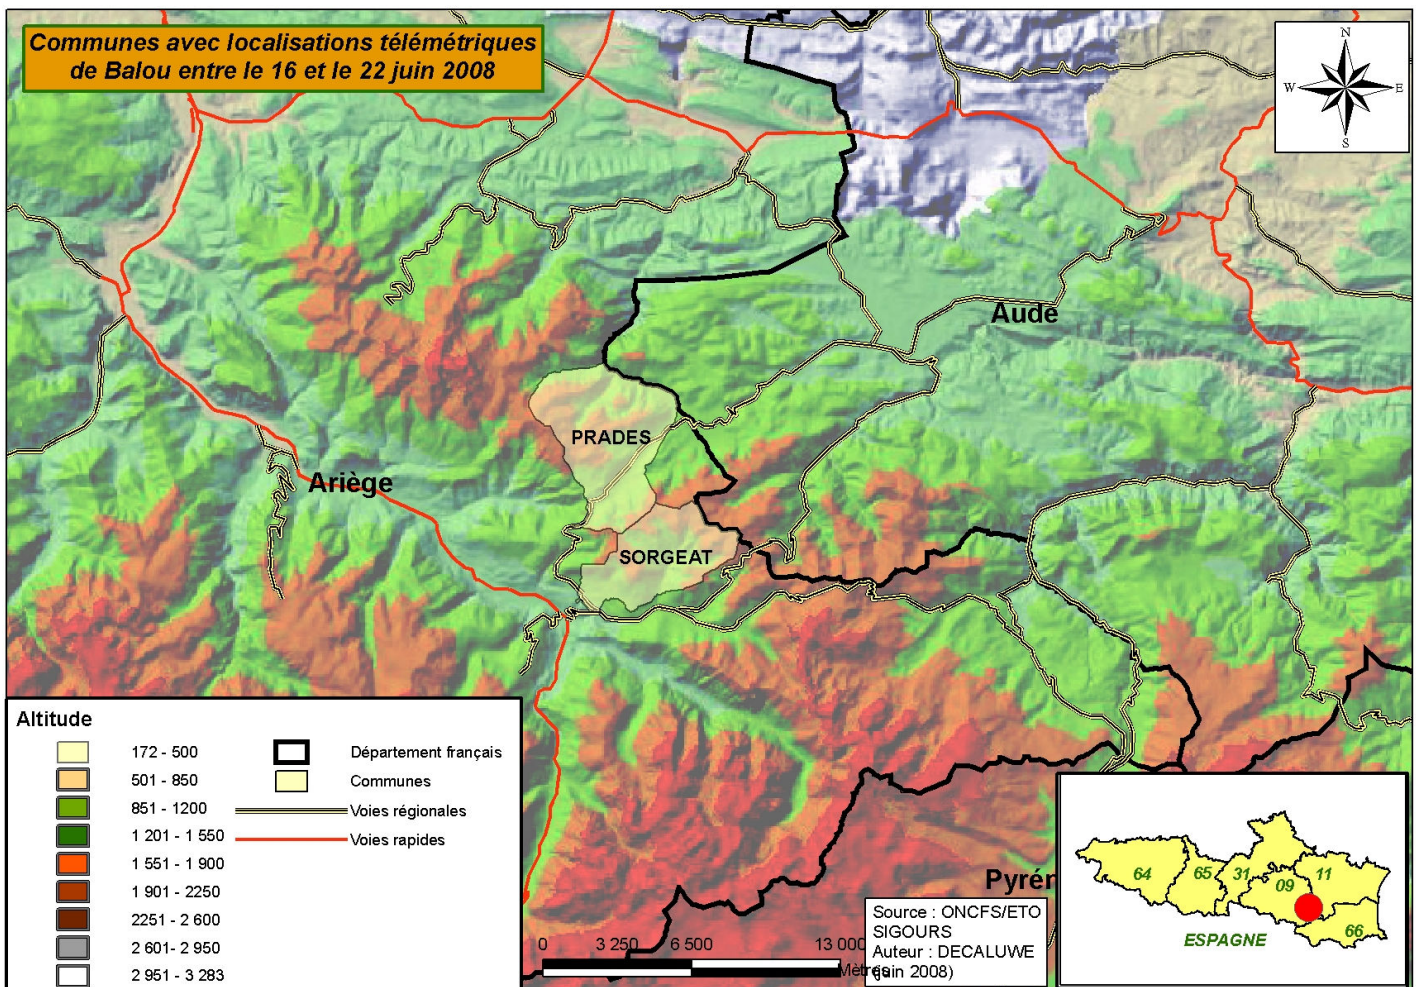 Communes avec localisations télémétriques
de Balou entre le 16 et le 22 juin 2008
N
W
E
S
Aude
PRADES
Ariège
SORGEAT
Pyrén
Altitude
172 - 500
501 - 850
851 - 1200
1 201 - 1 550
1 551 - 1 900
1 901 - 2250
2251 - 2 600
2 601- 2 950
2 951 - 3 283
Département français
Communes
Voies régionales
Voies rapides
0 3 250 6 500 13 000
Mètres
Source : ONCFS/ETO
SIGOURS
Auteur : DECALUWE
(juin 2008)
64
65
31
09
11
66
ESPAGNE